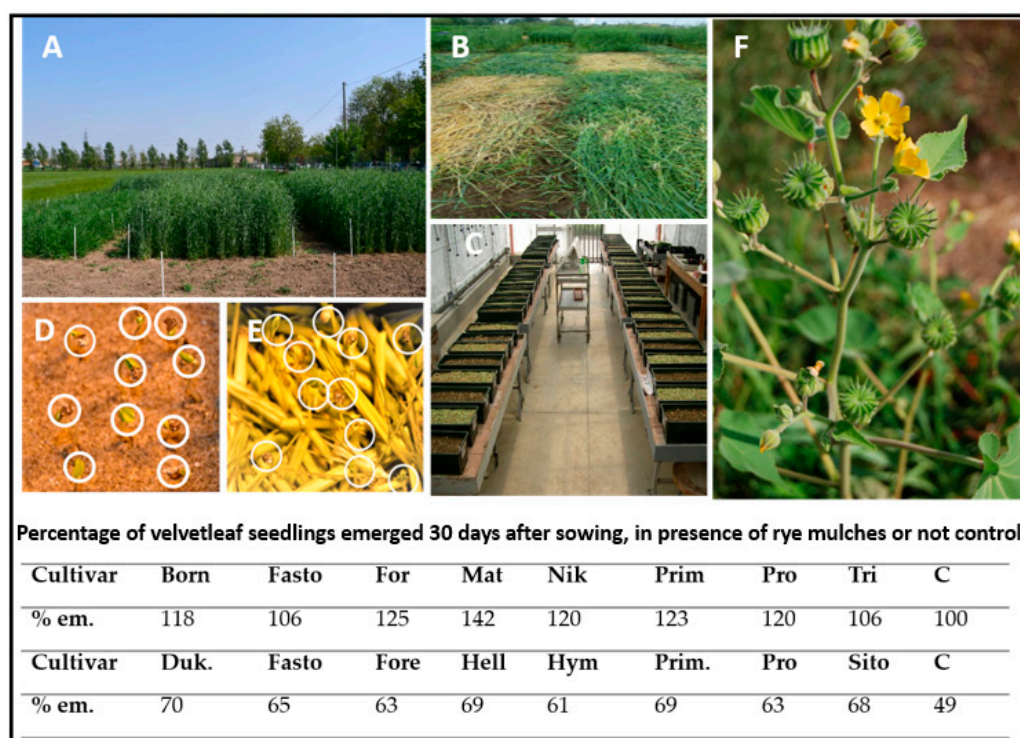 A
B
F
C
D
E
Percentage of velvetleaf seedlings emerged 30 days after sowing, in presence of rye mulches or not control
Cultivar Born Fasto For Mat Nik Prim Pro Tri C
% em. 118 106 125 142 120 123 120 106 100
Cultivar Duk. Fasto Fore Hell Hym Prim. Pro Sito C
% em. 70 65 63 69 61 69 63 68 49